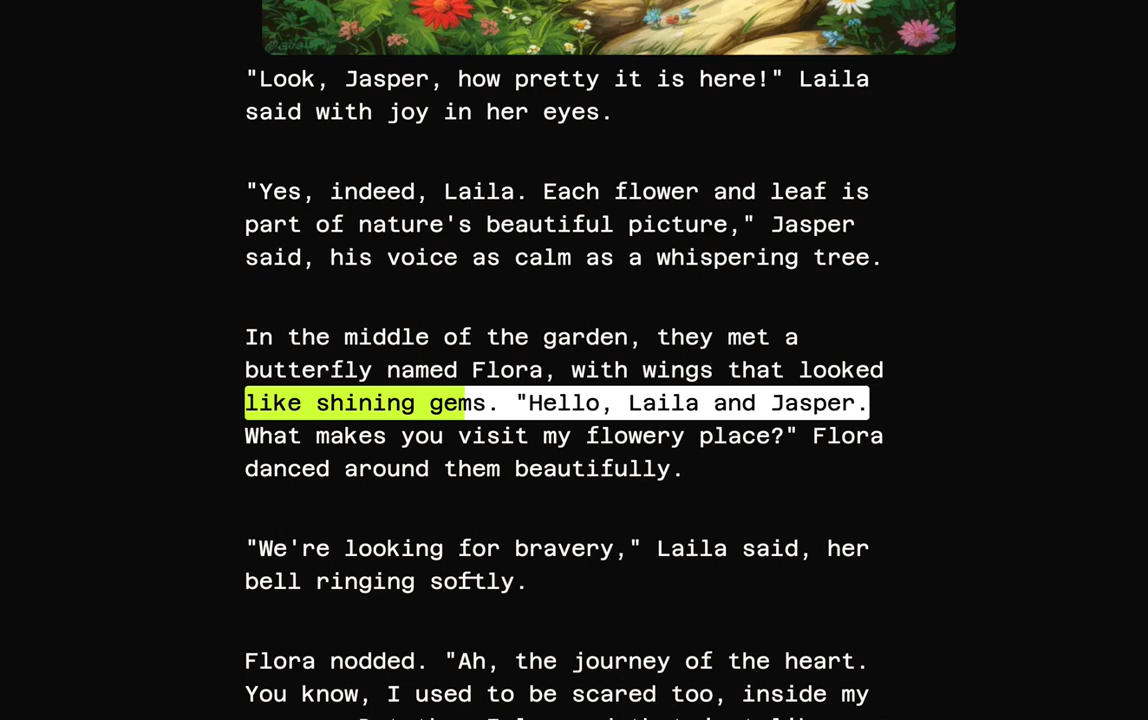 "Look, Jasper, how pretty it is here!" Laila
said with joy in her eyes.
"Yes, indeed, Laila. Each flower and leaf is
part of nature's beautiful picture," Jasper
said, his voice as calm as a whispering tree.
In the middle of the garden, they met a
butterfly named Flora, with wings that looked
like shining gems. "Hello, Laila and Jasper.
What makes you visit my flowery place?" Flora
danced around them beautifully.
"We're looking for bravery," Laila said, her
bell ringing softly.
Flora nodded. "Ah, the journey of the heart.
You know, I used to be scared too, inside my